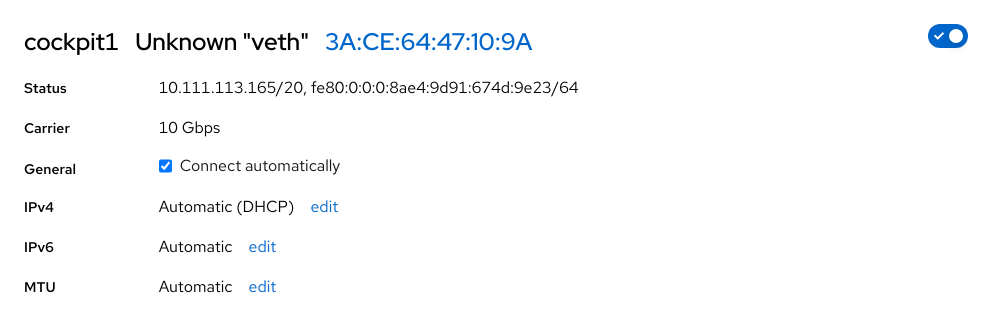 cockpit1 Unknown "veth" 3A:CE:64:47:10:9A
Status 10.111.113.165/20, fe80:0:0:0:8ae4:9d91:674d:9e23/64
Carrier 10 Gbps
General Connect automatically
IPv4 Automatic (DHCP) edit
IPv6 Automatic edit
MTU Automatic edit